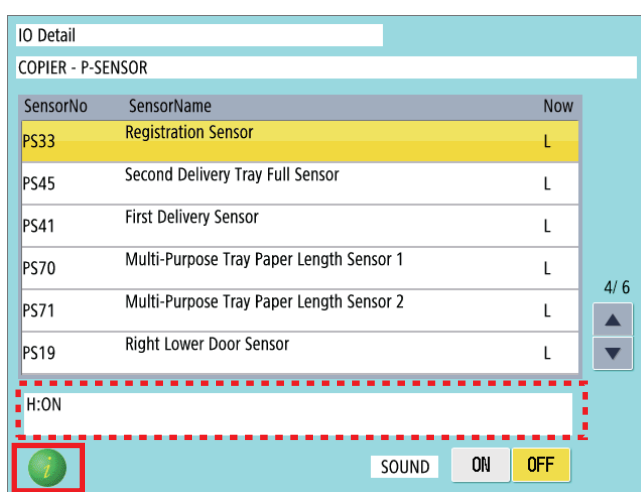 IO Detail
COPIER - P-SENSOR
SensorNo SensorName Now
PS33 Registration Sensor L
PS45 Second Delivery Tray Full Sensor L
PS41 First Delivery Sensor L
PS70 Multi-Purpose Tray Paper Length Sensor 1 L
PS71 Multi-Purpose Tray Paper Length Sensor 2 L
PS19 Right Lower Door Sensor L
4/ 6
H:ON
i
SOUND ON OFF